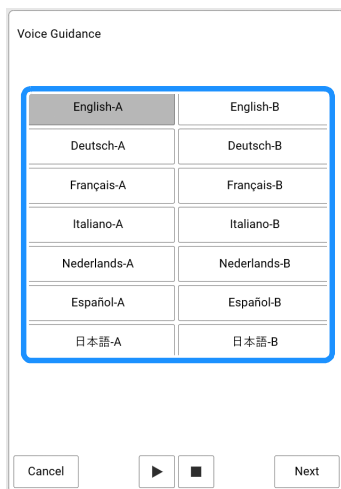 Voice Guidance
English-A English-B
Deutsch-A Deutsch-B
Français-A Français-B
Italiano-A Italiano-B
Nederlands-A Nederlands-B
Español-A Español-B
日本語-A 日本語-B
Cancel Next